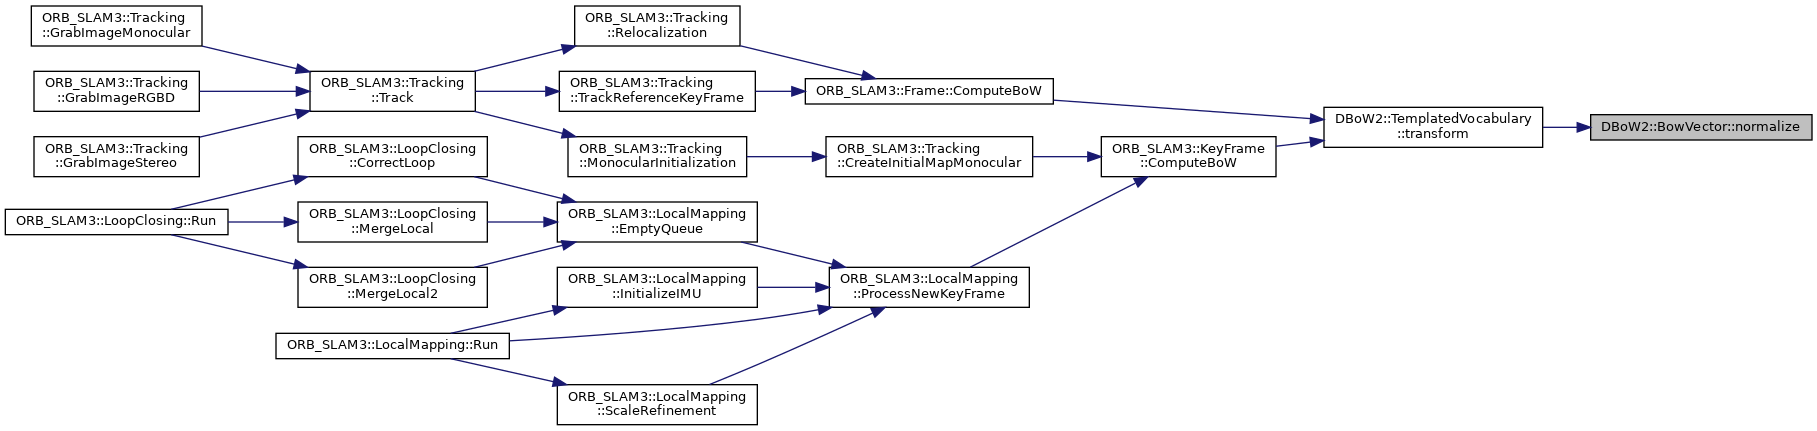 ORB_SLAM3::Tracking
::GrabImageMonocular
ORB_SLAM3::Tracking
::GrabImageRGBD
ORB_SLAM3::Tracking
::GrabImageStereo
ORB_SLAM3::Tracking
::Track
ORB_SLAM3::Tracking
::Relocalization
ORB_SLAM3::Tracking
::TrackReferenceKeyFrame
ORB_SLAM3::Tracking
::MonocularInitialization
ORB_SLAM3::Frame::ComputeBoW
ORB_SLAM3::Tracking
::CreateInitialMapMonocular
ORB_SLAM3::KeyFrame
::ComputeBoW
DBoW2::TemplatedVocabulary
::transform
DBoW2::BowVector::normalize
ORB_SLAM3::LoopClosing
::CorrectLoop
ORB_SLAM3::LoopClosing::Run
ORB_SLAM3::LoopClosing
::MergeLocal
ORB_SLAM3::LoopClosing
::MergeLocal2
ORB_SLAM3::LocalMapping
::EmptyQueue
ORB_SLAM3::LocalMapping
::InitializeIMU
ORB_SLAM3::LocalMapping
::ProcessNewKeyFrame
ORB_SLAM3::LocalMapping::Run
ORB_SLAM3::LocalMapping
::ScaleRefinement